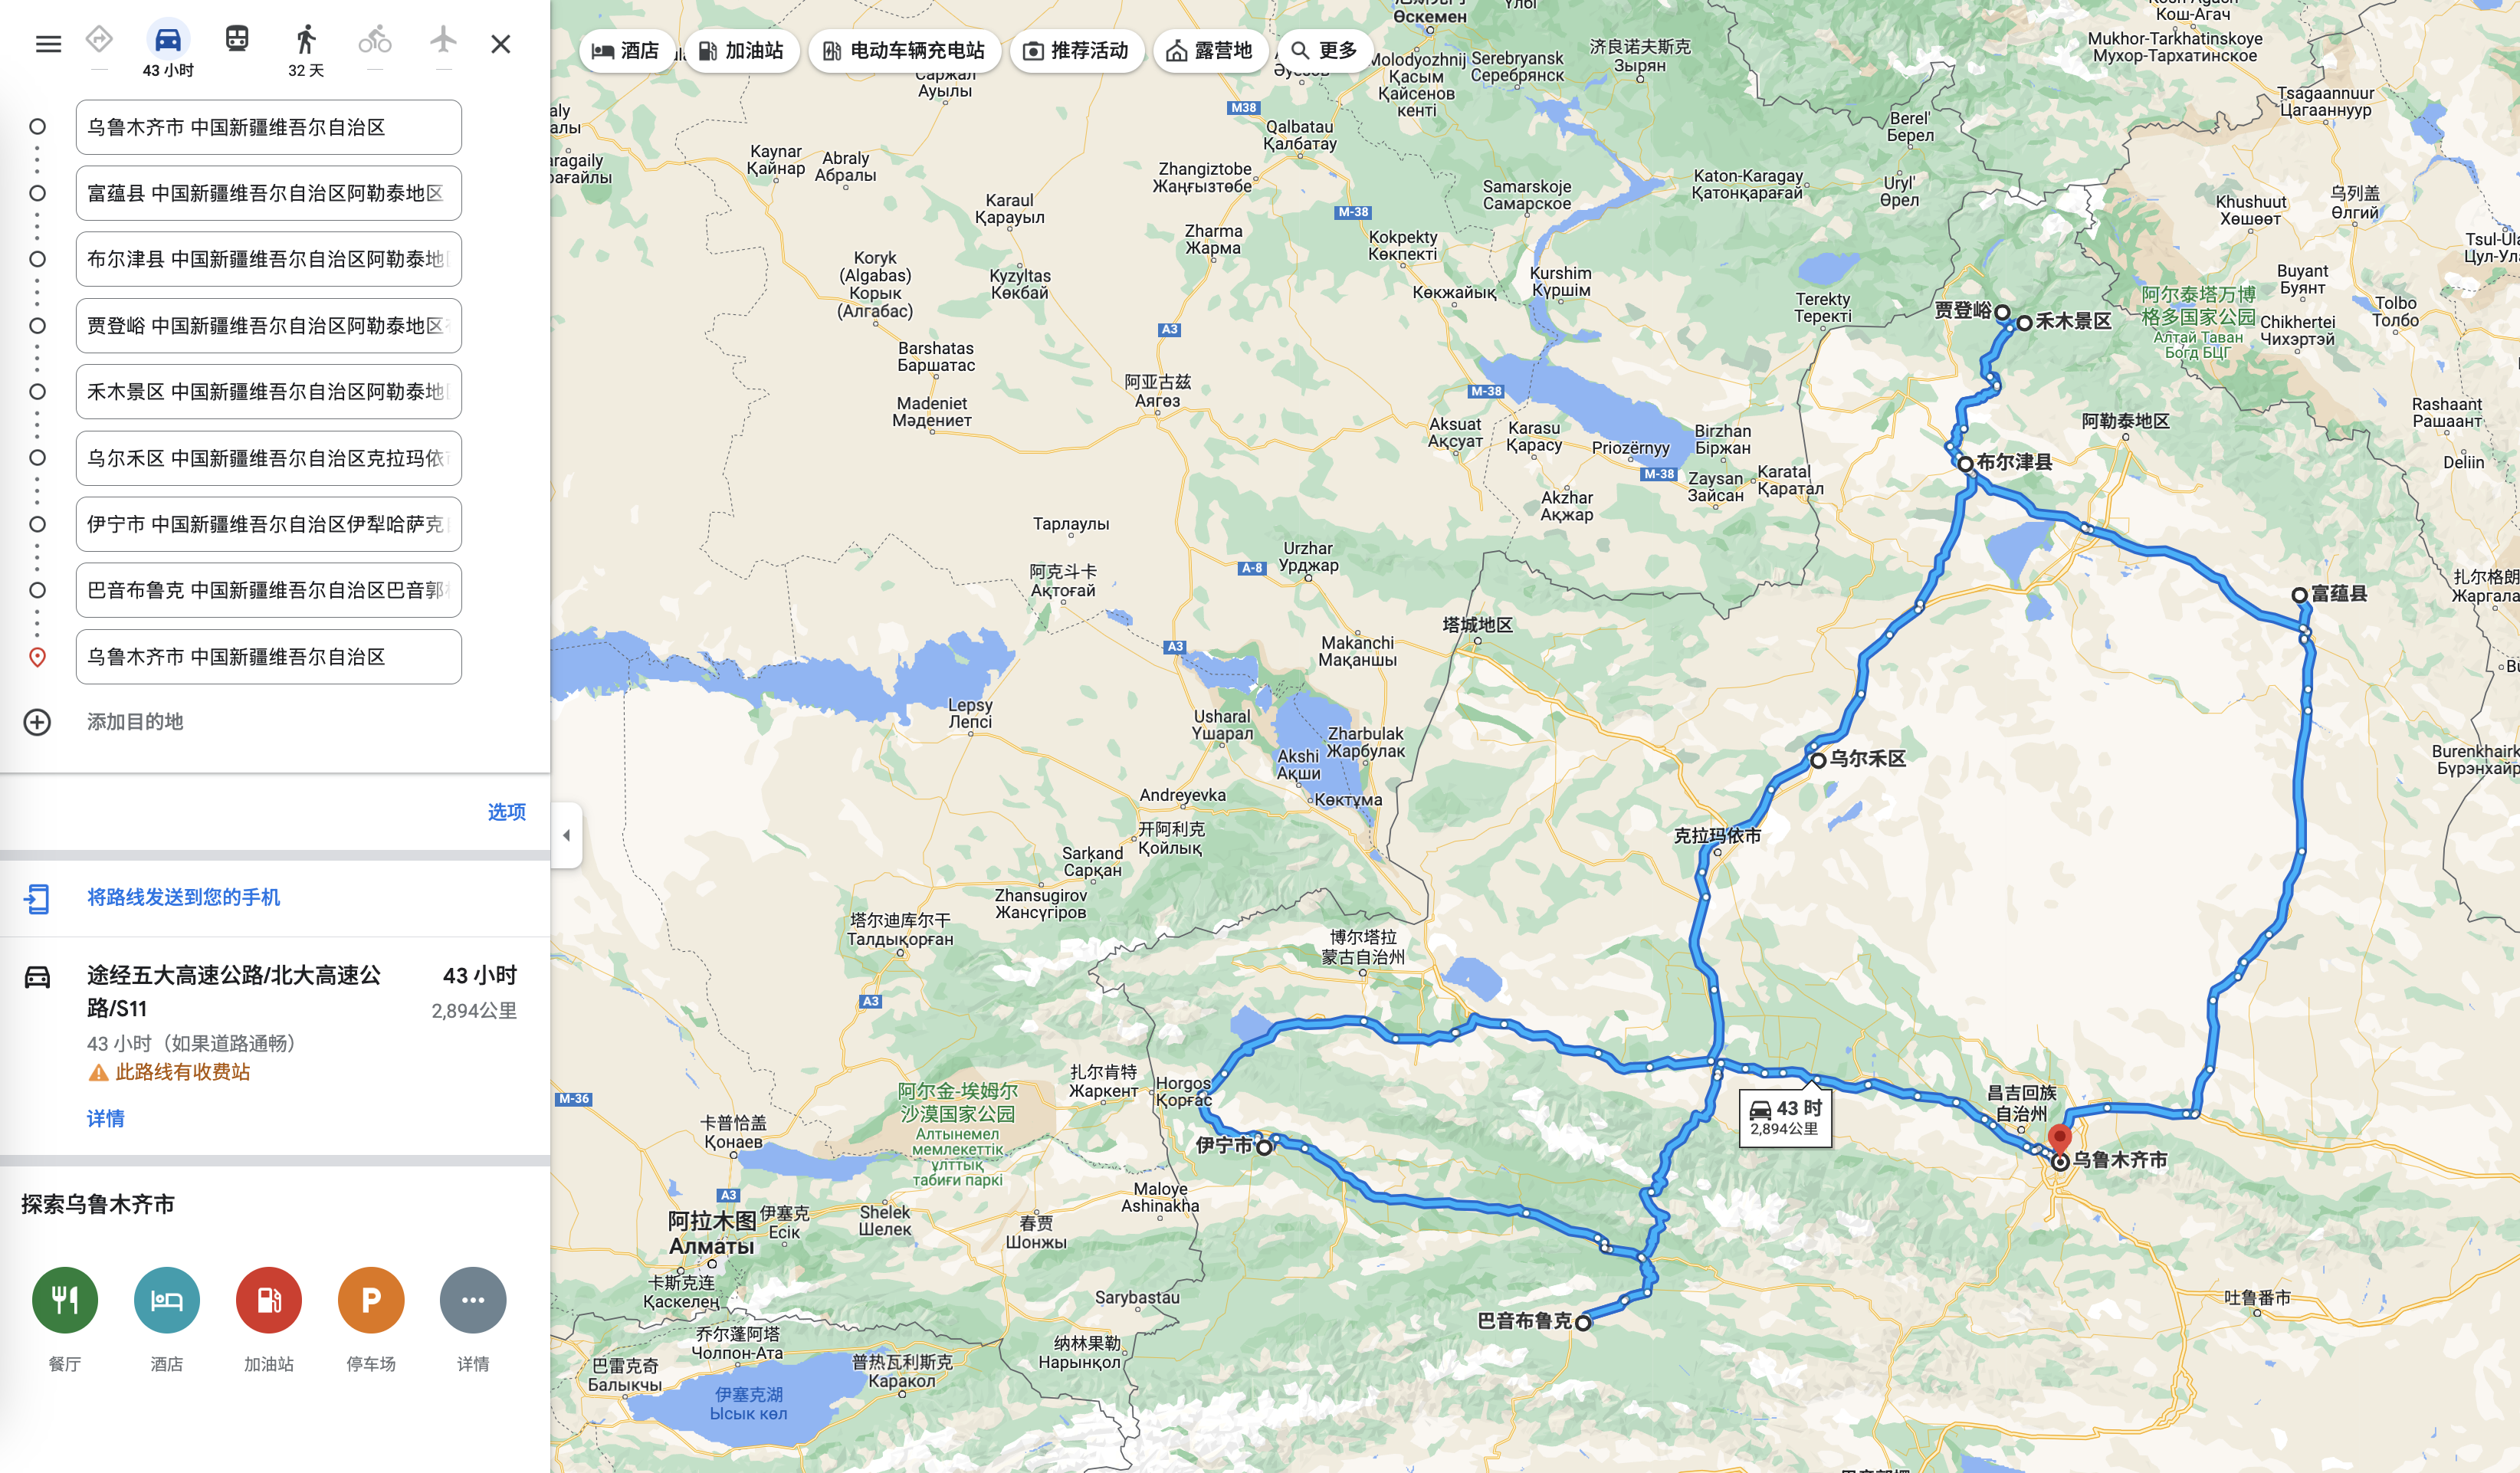 43 小时
32 天
乌鲁木齐市 中国新疆维吾尔自治区
富蕴县 中国新疆维吾尔自治区阿勒泰地区
布尔津县 中国新疆维吾尔自治区阿勒泰地
贾登峪 中国新疆维吾尔自治区阿勒泰地区
禾木景区 中国新疆维吾尔自治区阿勒泰地
乌尔禾区 中国新疆维吾尔自治区克拉玛依
伊宁市 中国新疆维吾尔自治区伊犁哈萨克
巴音布鲁克 中国新疆维吾尔自治区巴音郭
乌鲁木齐市 中国新疆维吾尔自治区
添加目的地
选项
将路线发送到您的手机
途经五大高速公路/北大高速公
路/S11
43 小时
2,894公里
43 小时（如果道路通畅）
此路线有收费站
详情
探索乌鲁木齐市
P
餐厅
酒店
加油站
停车场
详情
酒店
加油站
电动车辆充电站
推荐活动
露营地
更多
Өскемен
Саржал
Ауылы
M38
Qalbatau
Қалбатау
Molodyozhnij
Қасым
Қайсенов
кенті
Serebryansk
Серебрянск
济良诺夫斯克
Зырян
Кош-Агач
Mukhor-Tarkhatinskoye
Мухор-Тархатинское
Tsagaannuur
Цагааннуур
Berel'
Берел
Kaynar
Қайнар
Abraly
Абралы
Zhangiztobe
Жаңғызтөбе
Karaul
Қарауыл
M-38
Samarskoje
Самарское
Katon-Karagay
Қатонқарағай
Uryl'
Өрел
Khushuut
Хөшөөт
乌列盖
Өлгий
Zharma
Жарма
Kokpekty
Көкпекті
Koryk
(Algabas)
Корык
(Алгабас)
Kyzyltas
Көкбай
Көкжайық
Kurshim
Күршім
Terekty
Теректі
Buyant
Буянт
Tolbo
Толбо
阿尔泰塔万博
格多国家公园
Алтай Таван
Богд БЦГ
Chikhertei
Чихэртэй
贾登峪
禾木景区
A3
Barshatas
Баршатас
阿亚古兹
Аягөз
M-38
Madeniet
Мәдениет
Aksuat
Ақсуат
Karasu
Қарасу
Priozërnyy
Birzhan
Біржан
阿勒泰地区
Rashaant
Рашаант
Deliin
布尔津县
M-38
Zaysan
Зайсан
Karatal
Қаратал
Akzhar
Ақжар
Тарлаулы
Urzhar
Урджар
A-8
阿克斗卡
Ақтоғай
富蕴县
塔城地区
A3
Makanchi
Мақаншы
Lepsy
Лепсі
Usharal
Үшарал
Zharbulak
Жарбулак
Akshi
Ақши
Көктұма
Andreyevka
乌尔禾区
克拉玛依市
开阿利克
Қойлық
Sarқand
Сарқан
Zhansugirov
Жансүгіров
塔尔迪库尔干
Талдықорған
博尔塔拉
蒙古自治州
A3
扎尔肯特
Жаркент
Horgos
Қорғас
M-36
阿尔金-埃姆尔
沙漠国家公园
Алтынемел
мемлекеттік
ұлттық
табиғи паркі
卡普恰盖
Қонаев
伊宁市
43 时
2,894公里
昌吉回族
自治州
乌鲁木齐市
A3
阿拉木图
Алматы
伊塞克
Есік
Shelek
Шелек
春贾
Шонжы
Maloye
Ashinakha
卡斯克连
Қаскелең
Sarybastau
巴音布鲁克
吐鲁番市
乔尔蓬阿塔
Чолпон-Ата
巴雷克奇
Балыкчы
普热瓦利斯克
Каракол
纳林果勒
Нарынқол
伊塞克湖
Ысык көл